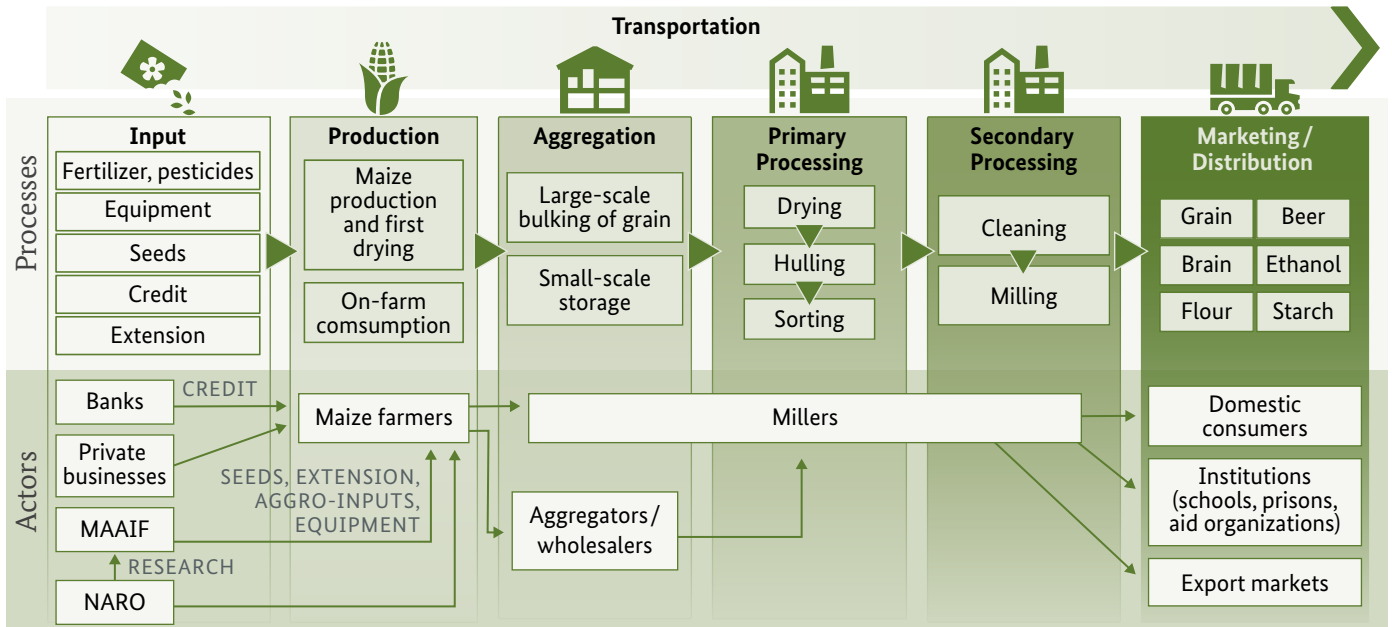 Transportation
Processes
Input
Fertilizer, pesticides
Equipment
Seeds
Credit
Extension
Production
Maize
production
and first
drying
On-farm
comsumption
Aggregation
Large-scale
bulking of grain
Small-scale
storage
Primary
Processing
Drying
Hulling
Sorting
Secondary
Processing
Cleaning
Milling
Marketing /
Distribution
Grain
Beer
Brain
Ethanol
Flour
Starch
Actors
Banks
CREDIT
Private
businesses
MAAIF
RESEARCH
NARO
Maize farmers
SEEDS, EXTENSION,
AGGRO-INPUTS,
EQUIPMENT
Millers
Aggregators /
wholesalers
Domestic
consumers
Institutions
(schools, prisons,
aid organizations)
Export markets